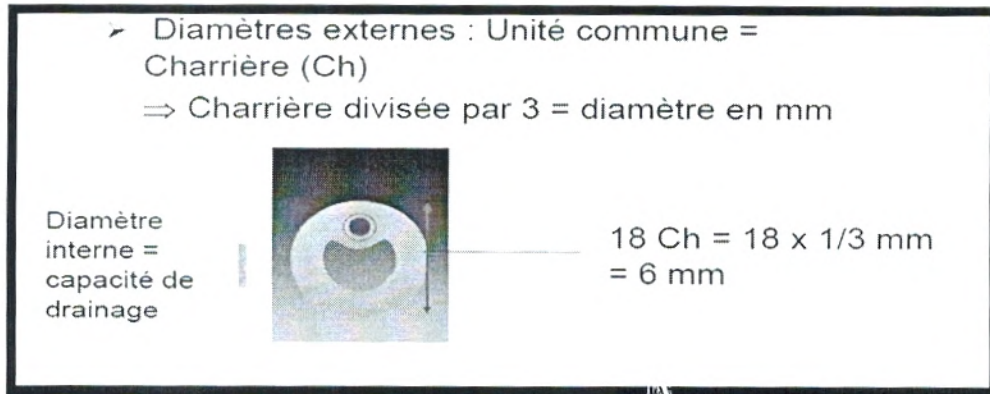 ➢ Diamètres externes : Unité commune =
Charrière (Ch)
⇒ Charrière divisée par 3 = diamètre en mm
Diamètre
interne =
capacité de
drainage
18 Ch = 18 x 1/3 mm
= 6 mm